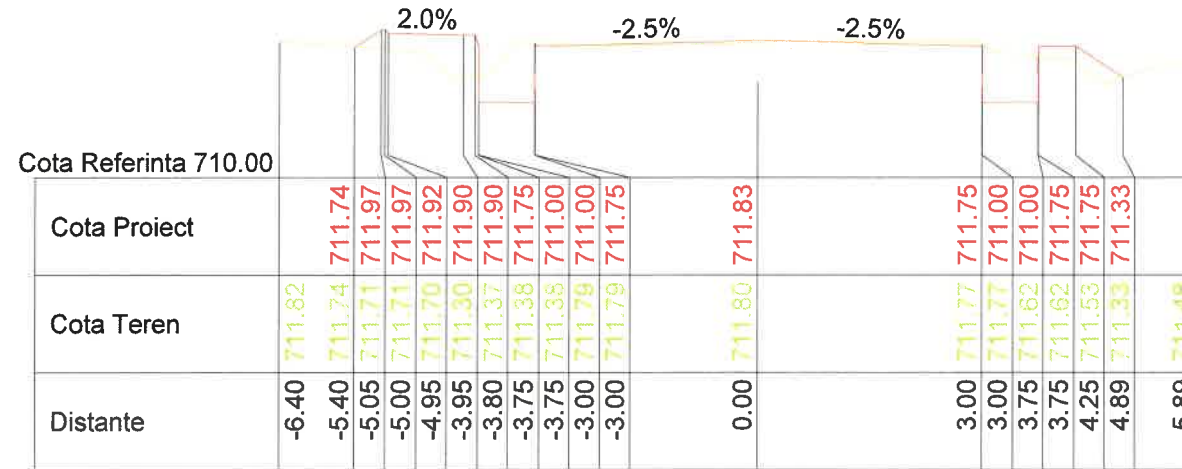 2.0% -2.5% -2.5%
Cota Referinta 710.00
Cota Proiect 711.74 711.97 711.97 711.92 711.90 711.90 711.75 711.00 711.00 711.75 711.83 711.75 711.00 711.00 711.75 711.75 711.33
Cota Teren 711.82 711.74 711.71 711.71 711.70 711.30 711.37 711.38 711.38 711.79 711.79 711.80 711.77 711.77 711.62 711.62 711.53 711.33 711.48
Distante -6.40 -5.40 -5.05 -5.00 -4.95 -3.95 -3.80 -3.75 -3.75 -3.00 -3.00 0.00 3.00 3.00 3.75 3.75 4.25 4.89 5.89